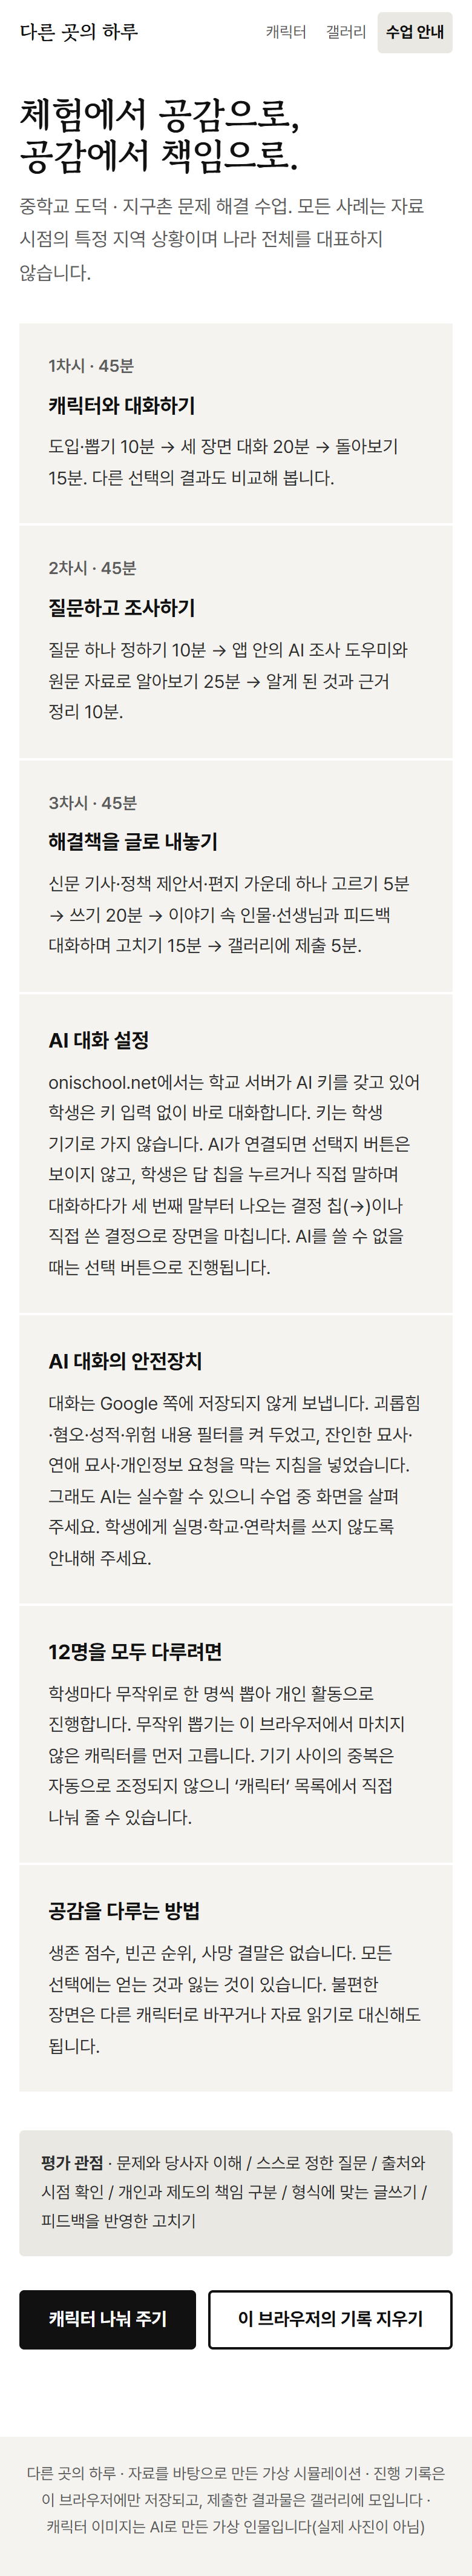 다른 곳의 하루
캐릭터 갤러리 수업 안내
체험에서 공감으로,
공감에서 책임으로.
중학교 도덕 · 지구촌 문제 해결 수업. 모든 사례는 자료
시점의 특정 지역 상황이며 나라 전체를 대표하지
않습니다.
1차시 · 45분
캐릭터와 대화하기
도입·뽑기 10분 → 세 장면 대화 20분 → 돌아보기
15분. 다른 선택의 결과도 비교해 봅니다.
2차시 · 45분
질문하고 조사하기
질문 하나 정하기 10분 → 앱 안의 AI 조사 도우미와
원문 자료로 알아보기 25분 → 알게 된 것과 근거
정리 10분.
3차시 · 45분
해결책을 글로 내놓기
신문 기사·정책 제안서·편지 가운데 하나 고르기 5분
→ 쓰기 20분 → 이야기 속 인물·선생님과 피드백
대화하며 고치기 15분 → 갤러리에 제출 5분.
AI 대화 설정
onischool.net에서는 학교 서버가 AI 키를 갖고 있어
학생은 키 입력 없이 바로 대화합니다. 키는 학생
기기로 가지 않습니다. AI가 연결되면 선택지 버튼은
보이지 않고, 학생은 답 칩을 누르거나 직접 말하며
대화하다가 세 번째 말부터 나오는 결정 칩(→)이나
직접 쓴 결정으로 장면을 마칩니다. AI를 쓸 수 없을
때는 선택 버튼으로 진행됩니다.
AI 대화의 안전장치
대화는 Google 쪽에 저장되지 않게 보냅니다. 괴롭힘
·혐오·성적·위험 내용 필터를 켜 두었고, 잔인한 묘사·
연애 묘사·개인정보 요청을 막는 지침을 넣었습니다.
그래도 AI는 실수할 수 있으니 수업 중 화면을 살펴
주세요. 학생에게 실명·학교·연락처를 쓰지 않도록
안내해 주세요.
12명을 모두 다루려면
학생마다 무작위로 한 명씩 뽑아 개인 활동으로
진행합니다. 무작위 뽑기는 이 브라우저에서 마치지
않은 캐릭터를 먼저 고릅니다. 기기 사이의 중복은
자동으로 조정되지 않으니 ‘캐릭터’ 목록에서 직접
나눠 줄 수 있습니다.
공감을 다루는 방법
생존 점수, 빈곤 순위, 사망 결말은 없습니다. 모든
선택에는 얻는 것과 잃는 것이 있습니다. 불편한
장면은 다른 캐릭터로 바꾸거나 자료 읽기로 대신해도
됩니다.
평가 관점 · 문제와 당사자 이해 / 스스로 정한 질문 / 출처와
시점 확인 / 개인과 제도의 책임 구분 / 형식에 맞는 글쓰기 /
피드백을 반영한 고치기
캐릭터 나눠 주기 이 브라우저의 기록 지우기
다른 곳의 하루 · 자료를 바탕으로 만든 가상 시뮬레이션 · 진행 기록은
이 브라우저에만 저장되고, 제출한 결과물은 갤러리에 모입니다 ·
캐릭터 이미지는 AI로 만든 가상 인물입니다(실제 사진이 아님)